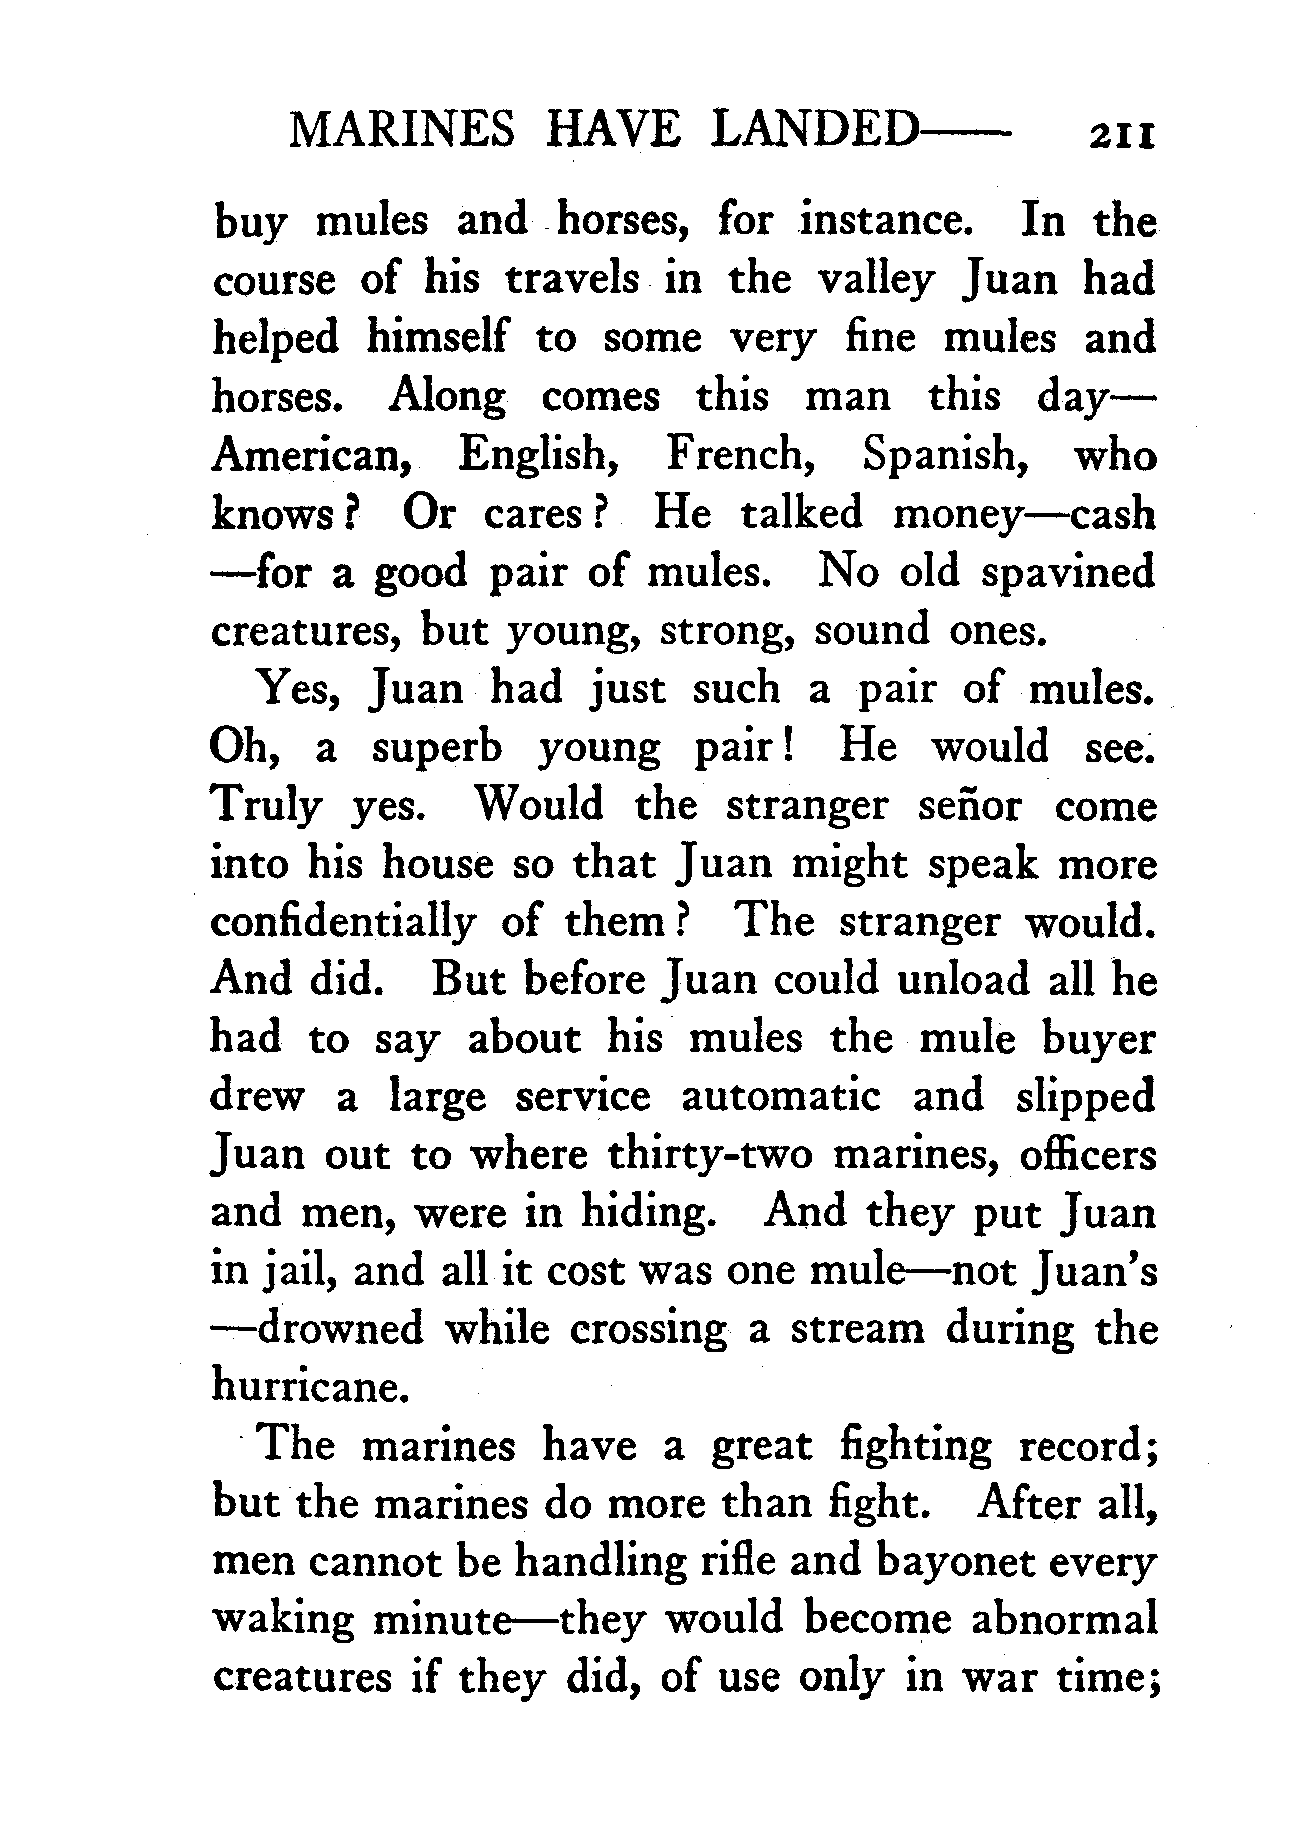 MARINES HAVE LANDED—— 211
buy mules and horses, for instance. In the
course of his travels in the valley Juan had
helped himself to some very fine mules and
horses. Along comes this man this day—
American, English, French, Spanish, who
knows? Or cares? He talked money—cash
—for a good pair of mules. No old spavined
creatures, but young, strong, sound ones.
Yes, Juan had just such a pair of mules.
Oh, a superb young pair! He would see.
Truly yes. Would the stranger señor come
into his house so that Juan might speak more
confidentially of them? The stranger would.
And did. But before Juan could unload all he
had to say about his mules the mule buyer
drew a large service automatic and slipped
Juan out to where thirty-two marines, officers
and men, were in hiding. And they put Juan
in jail, and all it cost was one mule—not Juan's
—drowned while crossing a stream during the
hurricane.
The marines have a great fighting record;
but the marines do more than fight. After all,
men cannot be handling rifle and bayonet every
waking minute—they would become abnormal
creatures if they did, of use only in war time;